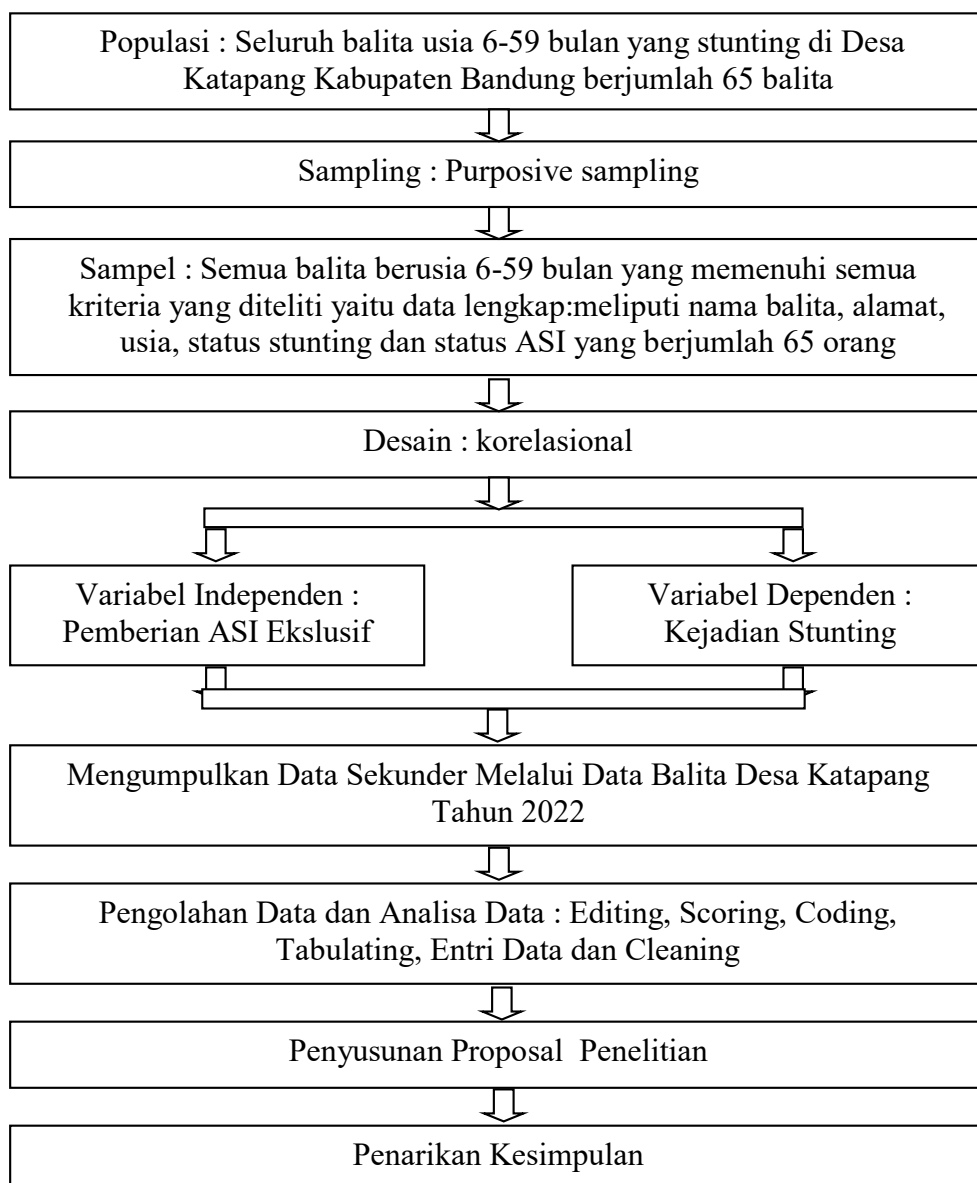 Populasi : Seluruh balita usia 6-59 bulan yang stunting di Desa
Katapang Kabupaten Bandung berjumlah 65 balita
Sampling : Purposive sampling
Sampel : Semua balita berusia 6-59 bulan yang memenuhi semua
kriteria yang diteliti yaitu data lengkap:meliputi nama balita, alamat,
usia, status stunting dan status ASI yang berjumlah 65 orang
Desain : korelasional
Variabel Independen :
Pemberian ASI Ekslusif
Variabel Dependen :
Kejadian Stunting
Mengumpulkan Data Sekunder Melalui Data Balita Desa Katapang
Tahun 2022
Pengolahan Data dan Analisa Data : Editing, Scoring, Coding,
Tabulating, Entri Data dan Cleaning
Penyusunan Proposal Penelitian
Penarikan Kesimpulan